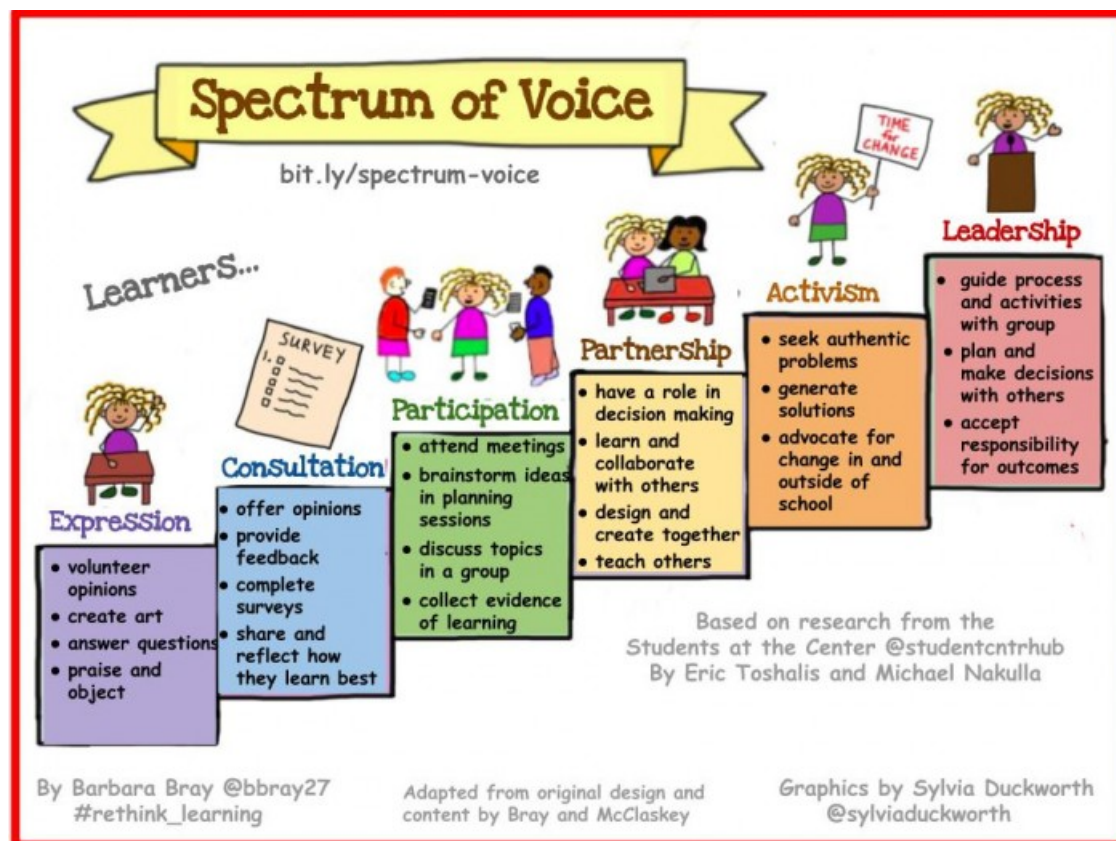 Spectrum of Voice
bit.ly/spectrum-voice
Learners...
Expression
• volunteer
opinions
• create art
• answer questions
• praise and
object
SURVEY
1.
Consultation
• offer opinions
• provide
feedback
• complete
surveys
• share and
reflect how
they learn best
Participation
• attend meetings
• brainstorm ideas
in planning
sessions
• discuss topics
in a group
• collect evidence
of learning
Partnership
• have a role in
decision making
• learn and
collaborate
with others
• design and
create together
• teach others
TIME
for
CHANGE
Activism
• seek authentic
problems
• generate
solutions
• advocate for
change in and
outside of
school
Leadership
• guide process
and activities
with group
• plan and
make decisions
with others
• accept
responsibility
for outcomes
Based on research from the
Students at the Center @studentcntrhub
By Eric Toshalis and Michael Nakulla
By Barbara Bray @bbray27
#rethink_learning
Adapted from original design and
content by Bray and McClaskey
Graphics by Sylvia Duckworth
@sylviaduckworth